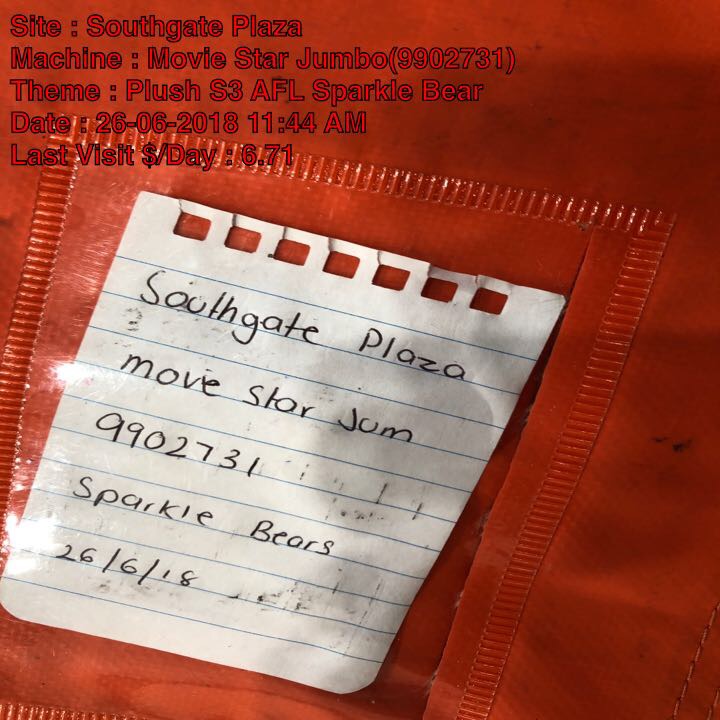 Site : Southgate Plaza
Machine : Movie Star Jumbo(9902731)
Theme : Plush S3 AFL Sparkle Bear
Date : 26-06-2018 11:44 AM
Last Visit $/Day : 6.71
Southgate Plaza
move Star Jum
9902731
Sparkle Bears
26/6/18